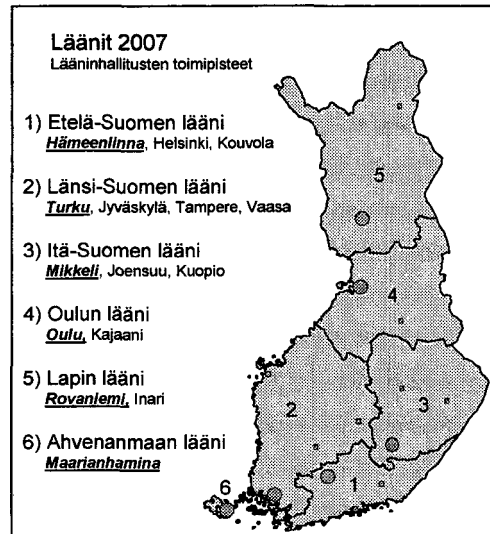 Läänit 2007
Lääninhallitusten toimipisteet
1) Etelä-Suomen lääni
Hämeenlinna, Helsinki, Kouvola
2) Länsi-Suomen lääni
Turku, Jyväskylä, Tampere, Vaasa
3) Itä-Suomen lääni
Mikkeli, Joensuu, Kuopio
4) Oulun lääni
Oulu, Kajaani
5) Lapin lääni
Rovaniemi, Inari
6) Ahvenanmaan lääni
Maarianhamina
5
4
2
3
6
1